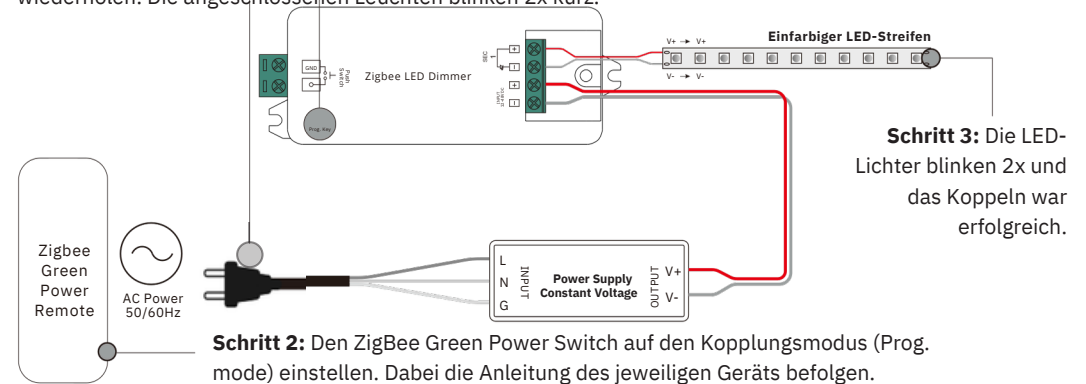 wiederholen. Die angeschlossenen Leuchten blinken 2x kurz.
Einfarbiger LED-Streifen
V+ → V+
V- → V-
GND
Push
Switch
Zigbee LED Dimmer
SEC
Prog. Key
Schritt 3: Die LED-
Lichter blinken 2x und
das Koppeln war
erfolgreich.
Zigbee
Green
Power
Remote
AC Power
50/60Hz
L
N
G
INPUT
Power Supply
Constant Voltage
OUTPUT
V+
V-
Schritt 2: Den ZigBee Green Power Switch auf den Kopplungsmodus (Prog.
mode) einstellen. Dabei die Anleitung des jeweiligen Geräts befolgen.